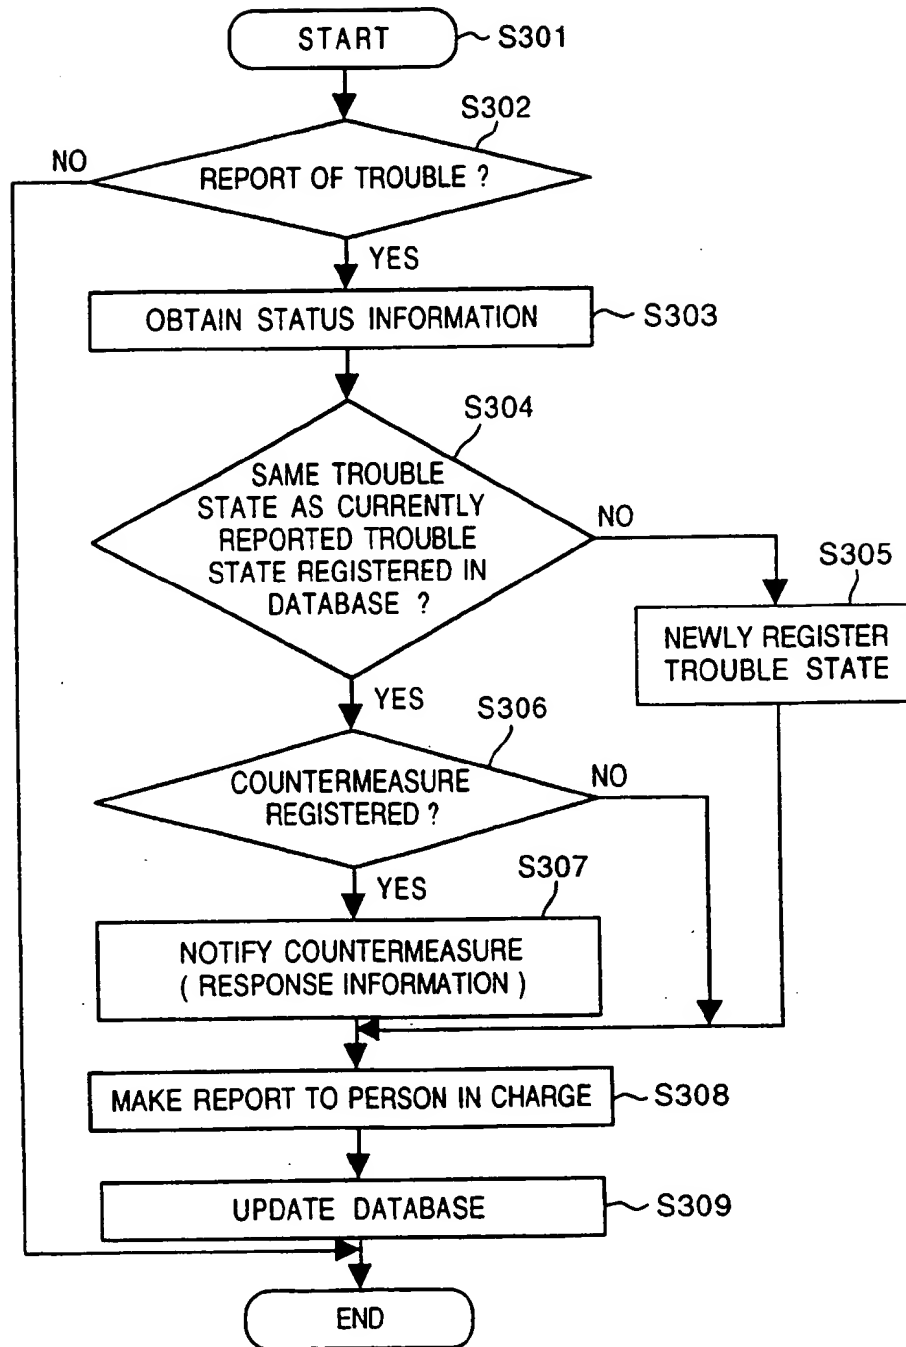 START
S301
S302
NO
REPORT OF TROUBLE ?
YES
OBTAIN STATUS INFORMATION
S303
S304
SAME TROUBLE
STATE AS CURRENTLY
REPORTED TROUBLE
STATE REGISTERED IN
DATABASE ?
NO
S305
NEWLY REGISTER
TROUBLE STATE
YES
S306
COUNTERMEASURE
REGISTERED ?
NO
YES
S307
NOTIFY COUNTERMEASURE
( RESPONSE INFORMATION )
MAKE REPORT TO PERSON IN CHARGE
S308
UPDATE DATABASE
S309
END